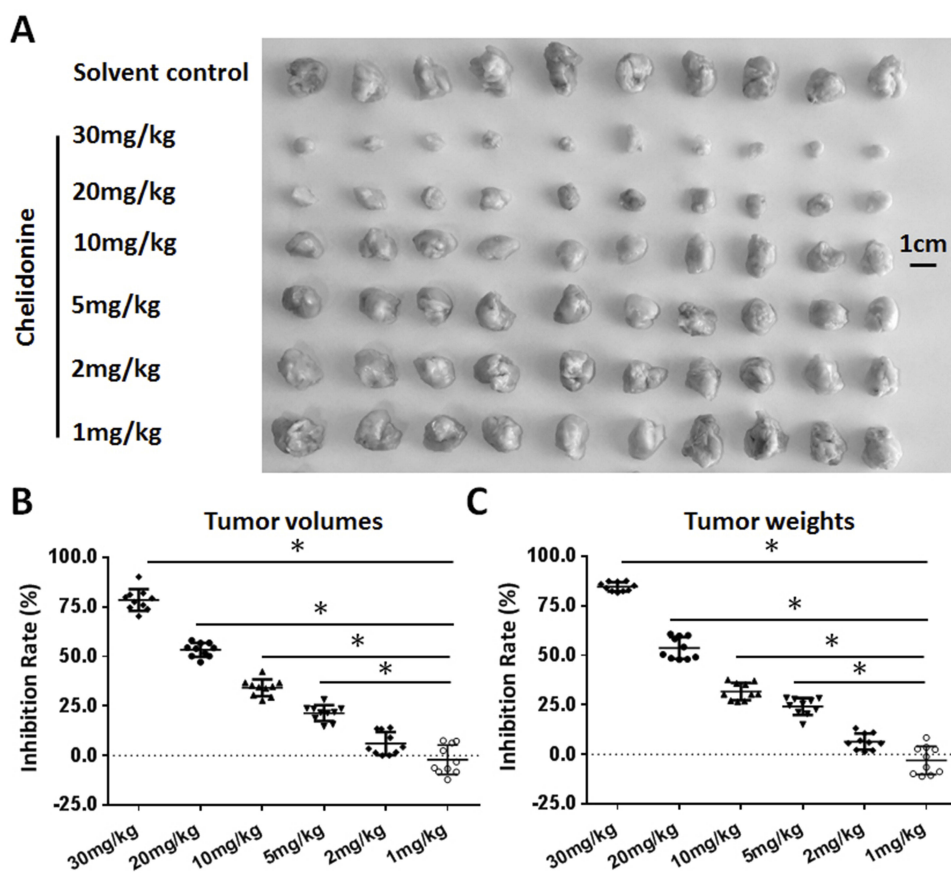 A
Solvent control
30mg/kg
20mg/kg
10mg/kg
5mg/kg
2mg/kg
1mg/kg
Chelidonine
1cm
B
Tumor volumes
Inhibition Rate (%)
100.0
75.0
50.0
25.0
0.0
-25.0
*
*
*
*
30mg/kg
20mg/kg
10mg/kg
5mg/kg
2mg/kg
1mg/kg
C
Tumor weights
Inhibition Rate (%)
100.0
75.0
50.0
25.0
0.0
-25.0
*
*
*
*
30mg/kg
20mg/kg
10mg/kg
5mg/kg
2mg/kg
1mg/kg